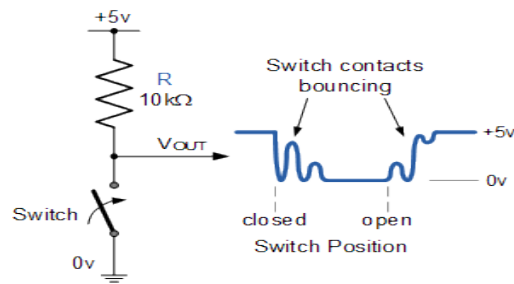 +5v
R
10kΩ
VOUT
Switch
0v
Switch contacts
bouncing
+5v
0v
closed
open
Switch Position